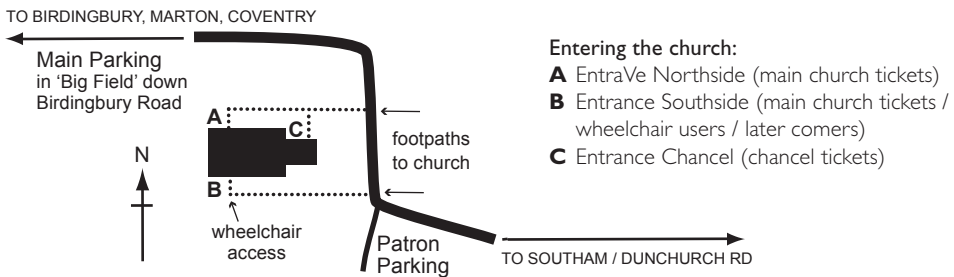 TO BIRDINGBURY, MARTON, COVENTRY
Main Parking
in ‘Big Field’ down
Birdingbury Road
A
C
B
N
footpaths
to church
wheelchair
access
Patron
Parking
TO SOUTHAM / DUNCHURCH RD
Entering the church:
A EntraVe Northside (main church tickets)
B Entrance Southside (main church tickets /
wheelchair users / later comers)
C Entrance Chancel (chancel tickets)